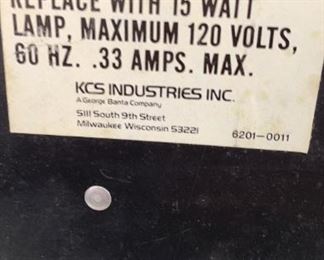 REPLACE WITH 15 WATT
LAMP, MAXIMUM 120 VOLTS,
60 HZ. .33 AMPS. MAX.
KCS INDUSTRIES INC.
A George Banta Company
5111 South 9th Street
Milwaukee Wisconsin 53221
6201-0011